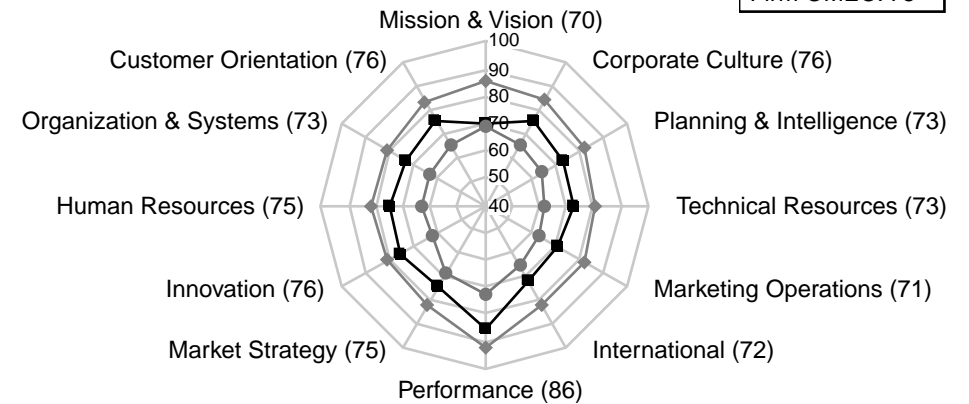 Mission & Vision (70)
Customer Orientation (76)
Corporate Culture (76)
Organization & Systems (73)
Planning & Intelligence (73)
Human Resources (75)
Technical Resources (73)
Innovation (76)
Marketing Operations (71)
Market Strategy (75)
International (72)
Performance (86)
100
90
80
70
60
50
40